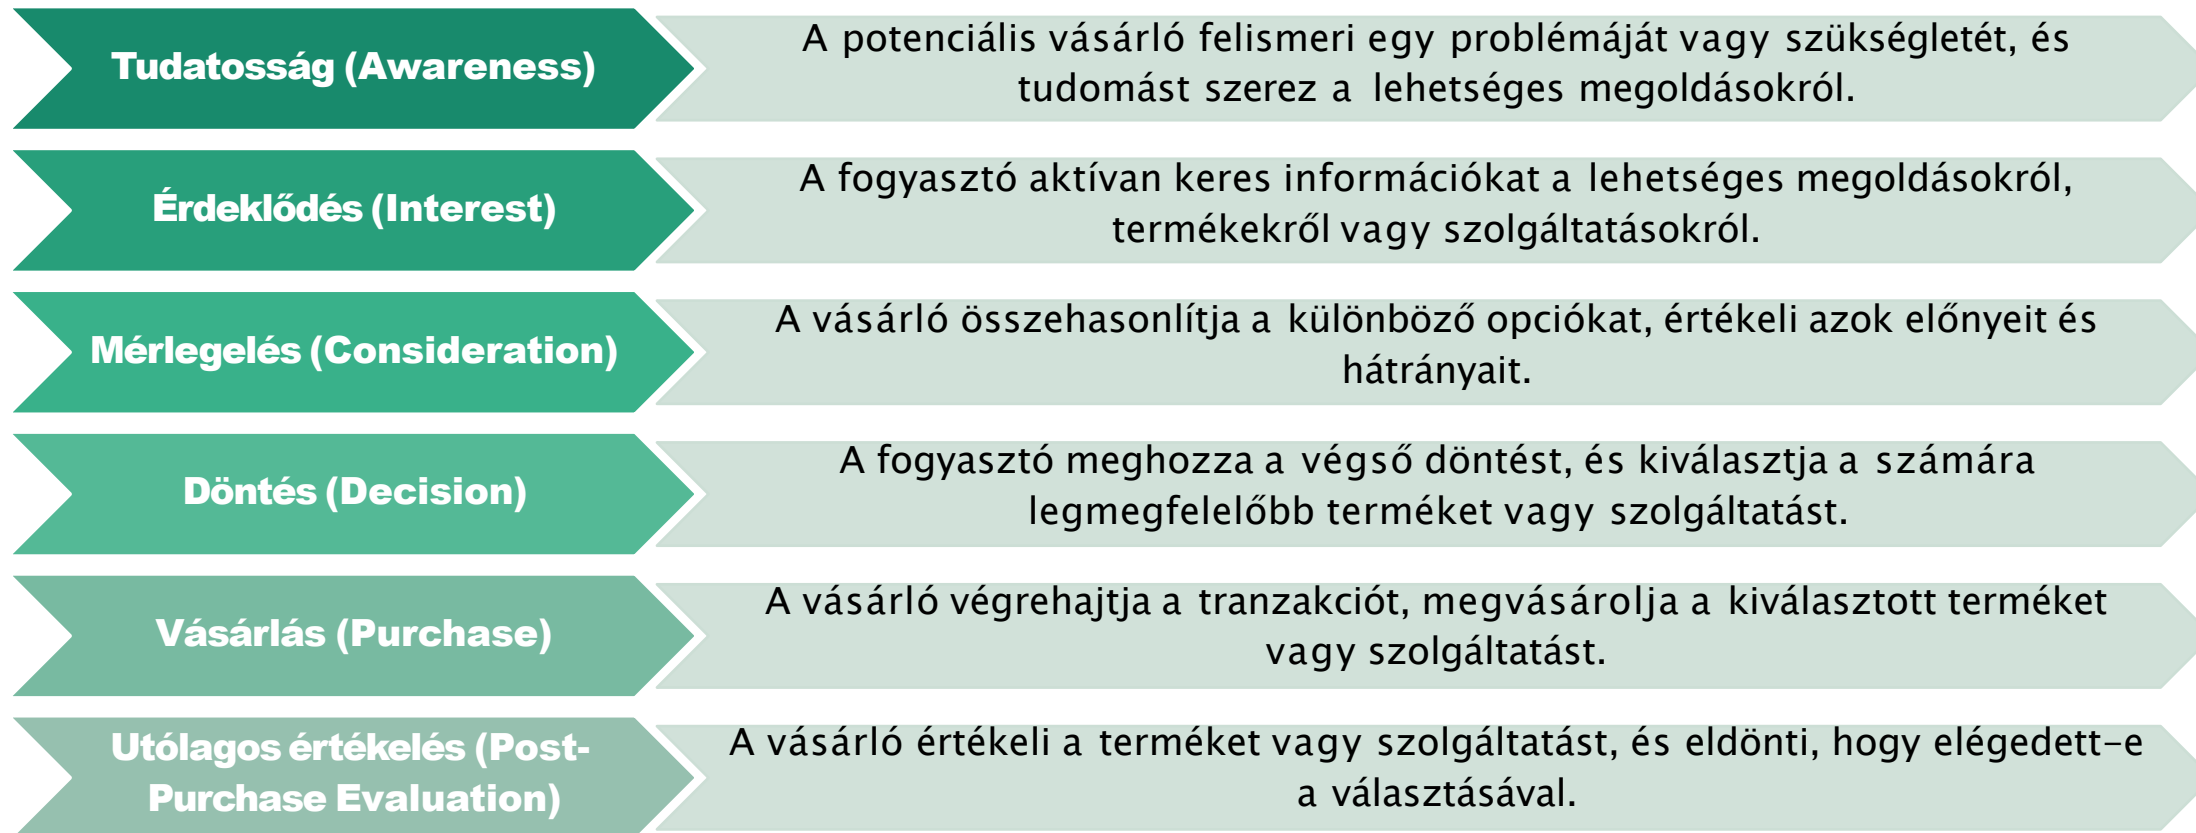 Tudatosság (Awareness)
A potenciális vásárló felismeri egy problémáját vagy szükségletét, és
tudomást szerez a lehetséges megoldásokról.
Érdeklődés (Interest)
A fogyasztó aktívan keres információkat a lehetséges megoldásokról,
termékekről vagy szolgáltatásokról.
Mérlegelés (Consideration)
A vásárló összehasonlítja a különböző opciókat, értékeli azok előnyeit és
hátrányait.
Döntés (Decision)
A fogyasztó meghozza a végső döntést, és kiválasztja a számára
legmegfelelőbb terméket vagy szolgáltatást.
Vásárlás (Purchase)
A vásárló végrehajtja a tranzakciót, megvásárolja a kiválasztott terméket
vagy szolgáltatást.
Utólagos értékelés (Post-
Purchase Evaluation)
A vásárló értékeli a terméket vagy szolgáltatást, és eldönti, hogy elégedett-e
a választásával.